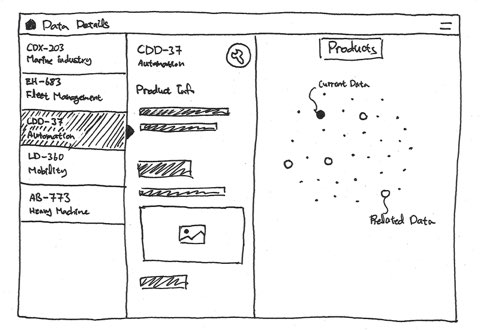 Data Details
CDX-203
Marine Industry
EH-683
Fleet Management
CDD-37
Automation
LD-360
Mobility
AB-773
Heavy Machine
CDD-37
Automation
Product Info
Products
Current Data
Related Data